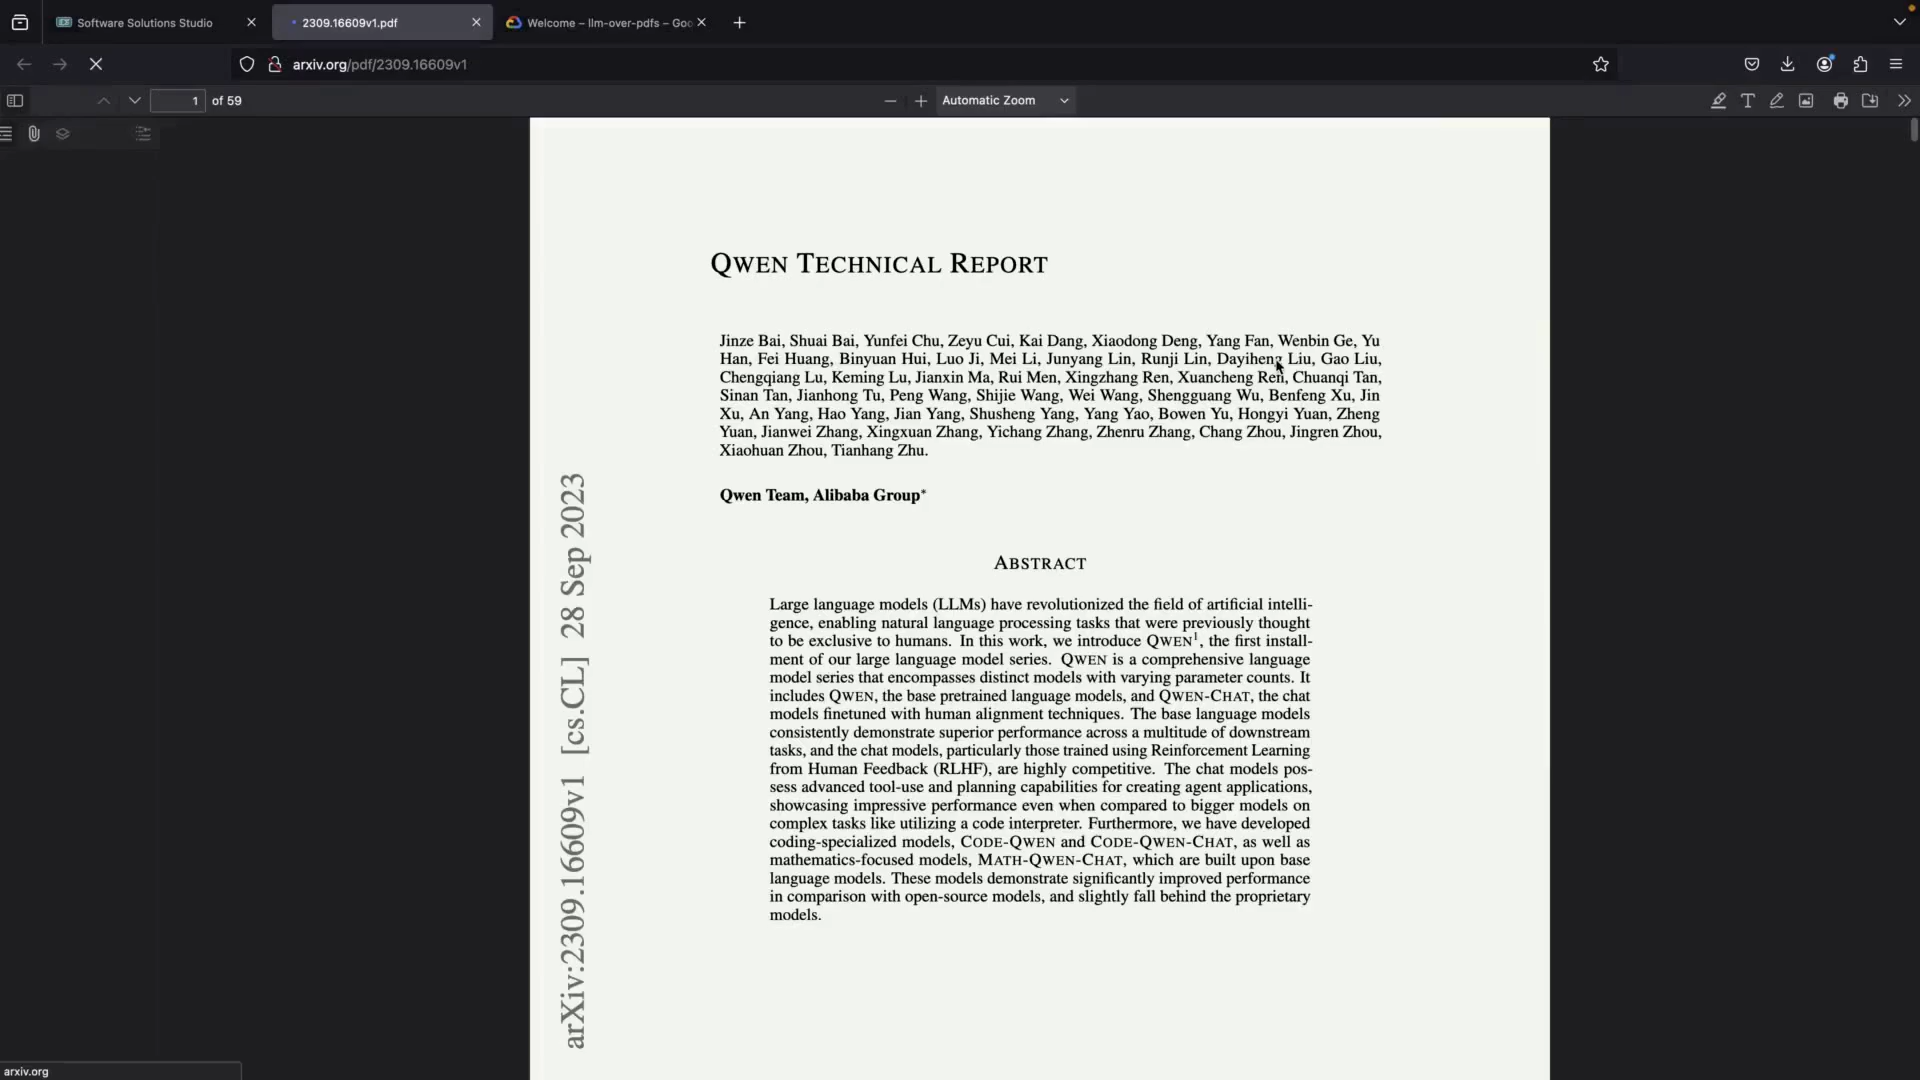 Software Solutions Studio
2309.16609v1.pdf
Welcome – llm-over-pdfs – Goo
arxiv.org/pdf/2309.16609v1
1 of 59
Automatic Zoom
QWEN TECHNICAL REPORT
Jinze Bai, Shuai Bai, Yunfei Chu, Zeyu Cui, Kai Dang, Xiaodong Deng, Yang Fan, Wenbin Ge, Yu
Han, Fei Huang, Binyuan Hui, Luo Ji, Mei Li, Junyang Lin, Runji Lin, Dayiheng Liu, Gao Liu,
Chengqiang Lu, Keming Lu, Jianxin Ma, Rui Men, Xingzhang Ren, Xuancheng Ren, Chuanqi Tan,
Sinan Tan, Jianhong Tu, Peng Wang, Shijie Wang, Wei Wang, Shengguang Wu, Benfeng Xu, Jin
Xu, An Yang, Hao Yang, Jian Yang, Shusheng Yang, Yang Yao, Bowen Yu, Hongyi Yuan, Zheng
Yuan, Jianwei Zhang, Xingxuan Zhang, Yichang Zhang, Zhenru Zhang, Chang Zhou, Jingren Zhou,
Xiaohuan Zhou, Tianhang Zhu.
Qwen Team, Alibaba Group*
ABSTRACT
Large language models (LLMs) have revolutionized the field of artificial intelli-
gence, enabling natural language processing tasks that were previously thought
to be exclusive to humans. In this work, we introduce QWEN1, the first install-
ment of our large language model series. QWEN is a comprehensive language
model series that encompasses distinct models with varying parameter counts. It
includes QWEN, the base pretrained language models, and QWEN-CHAT, the chat
models finetuned with human alignment techniques. The base language models
consistently demonstrate superior performance across a multitude of downstream
tasks, and the chat models, particularly those trained using Reinforcement Learning
from Human Feedback (RLHF), are highly competitive. The chat models pos-
sess advanced tool-use and planning capabilities for creating agent applications,
showcasing impressive performance even when compared to bigger models on
complex tasks like utilizing a code interpreter. Furthermore, we have developed
coding-specialized models, CODE-QWEN and CODE-QWEN-CHAT, as well as
mathematics-focused models, MATH-QWEN-CHAT, which are built upon base
language models. These models demonstrate significantly improved performance
in comparison with open-source models, and slightly fall behind the proprietary
models.
arXiv:2309.16609v1 [cs.CL] 28 Sep 2023
arxiv.org